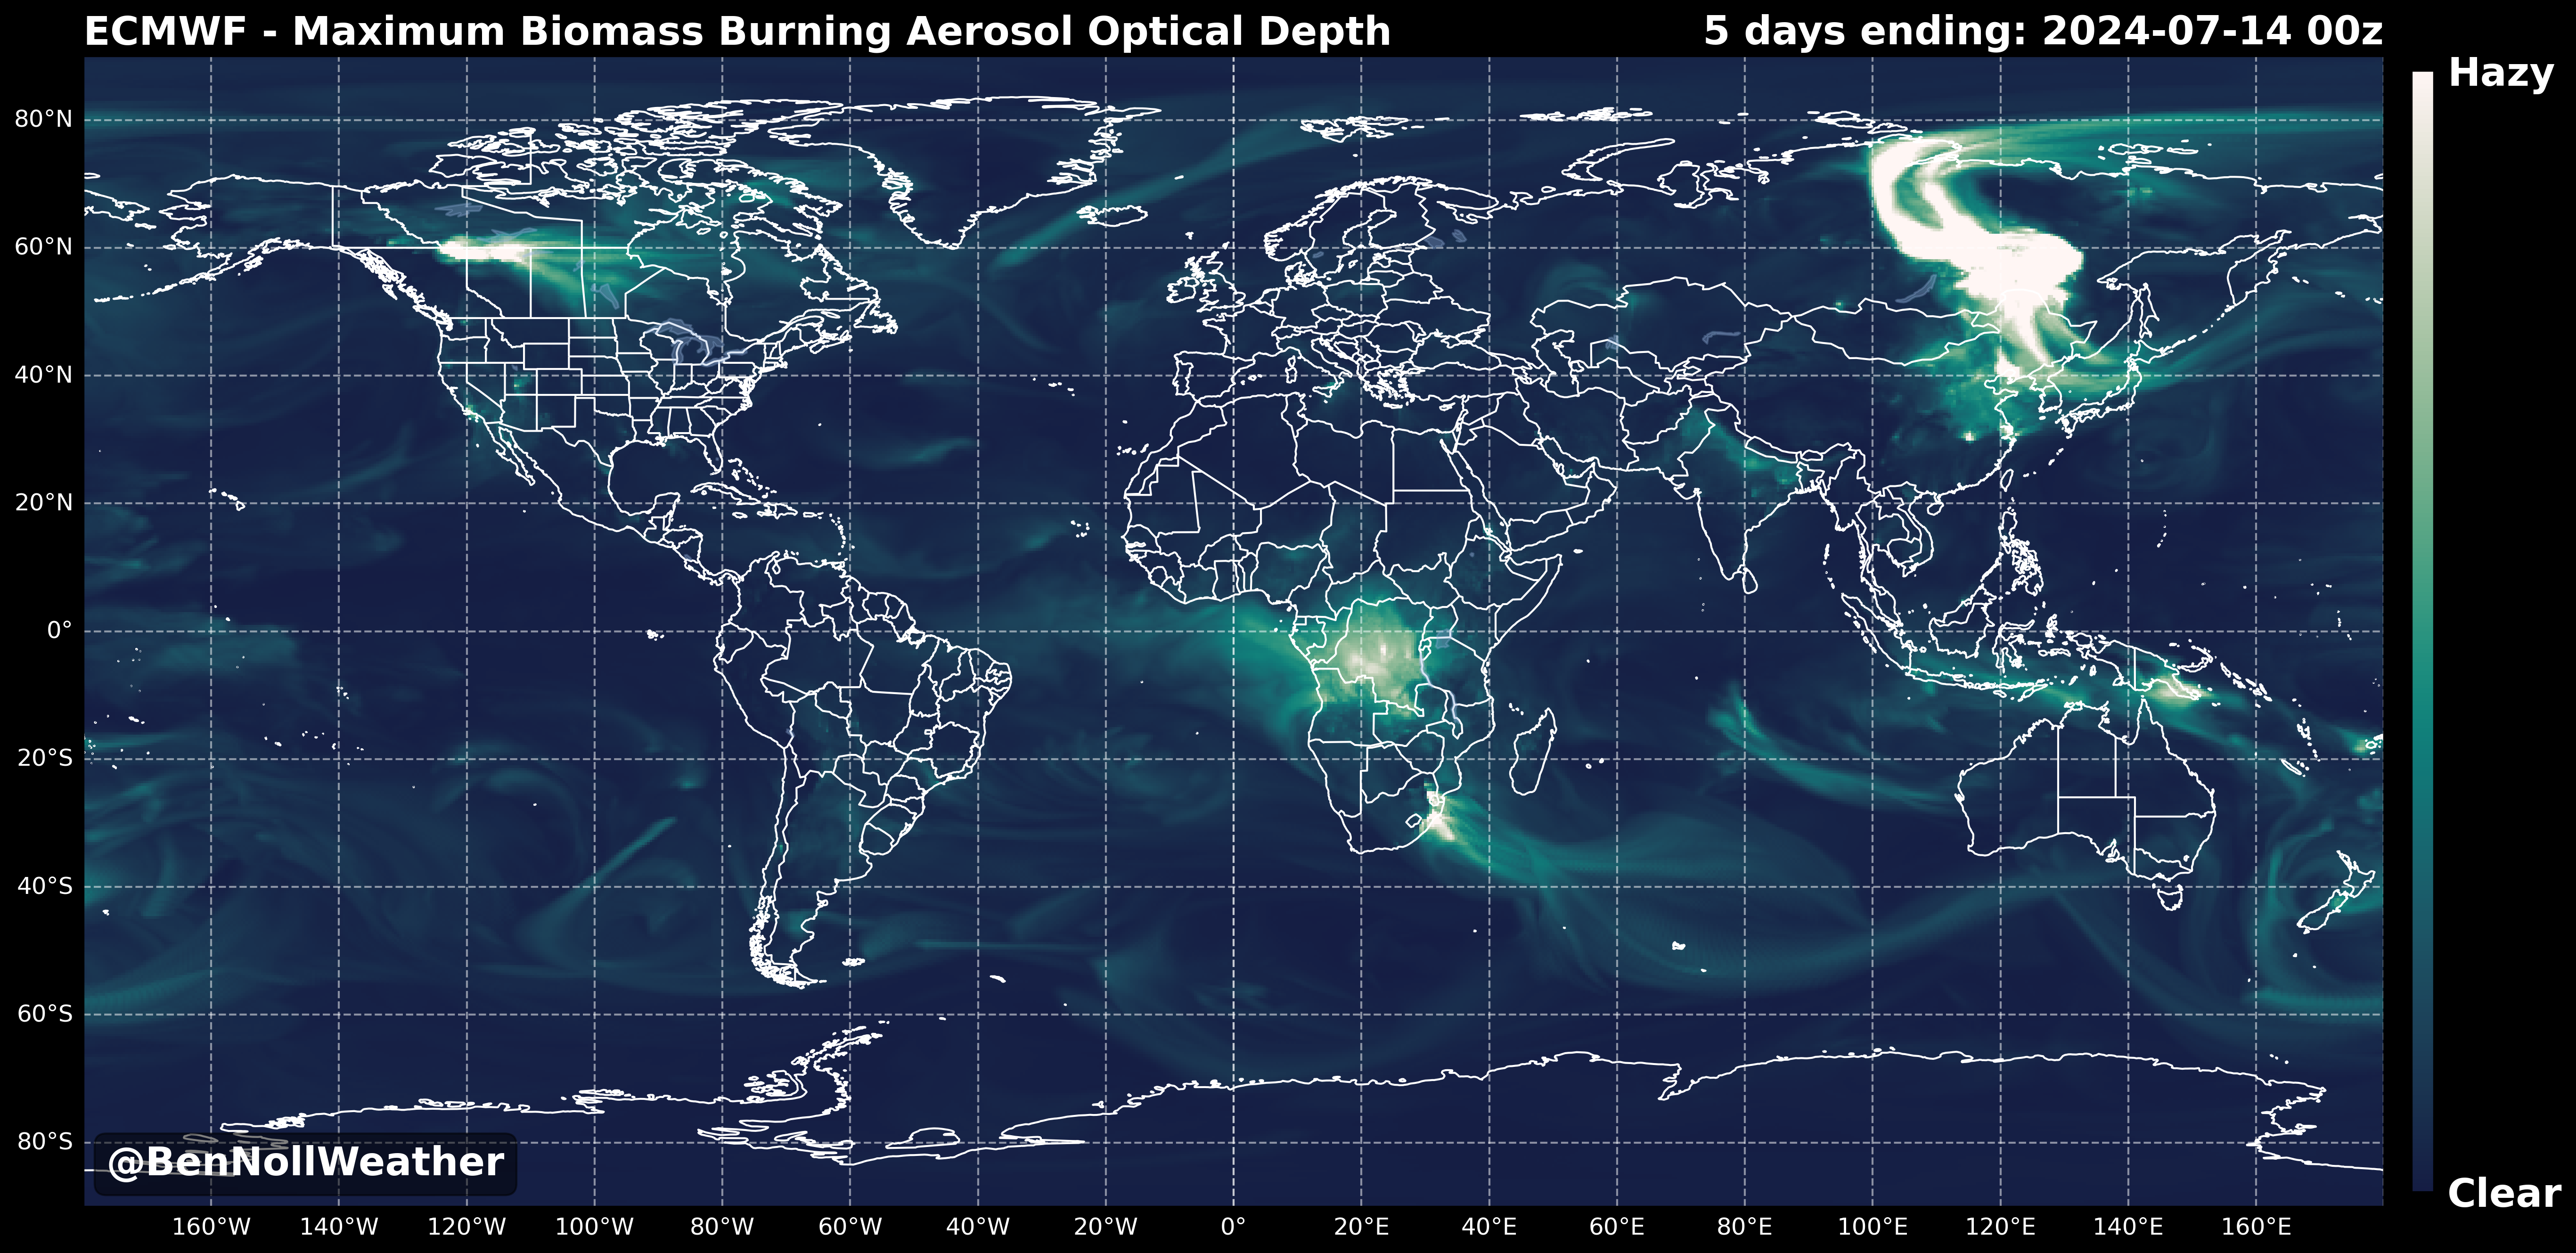 ECMWF - Maximum Biomass Burning Aerosol Optical Depth
5 days ending: 2024-07-14 00z
Hazy
80°N
60°N
40°N
20°N
0°
20°S
40°S
60°S
80°S
@BenNollWeather
Clear
160°W 140°W 120°W 100°W 80°W 60°W 40°W 20°W 0° 20°E 40°E 60°E 80°E 100°E 120°E 140°E 160°E